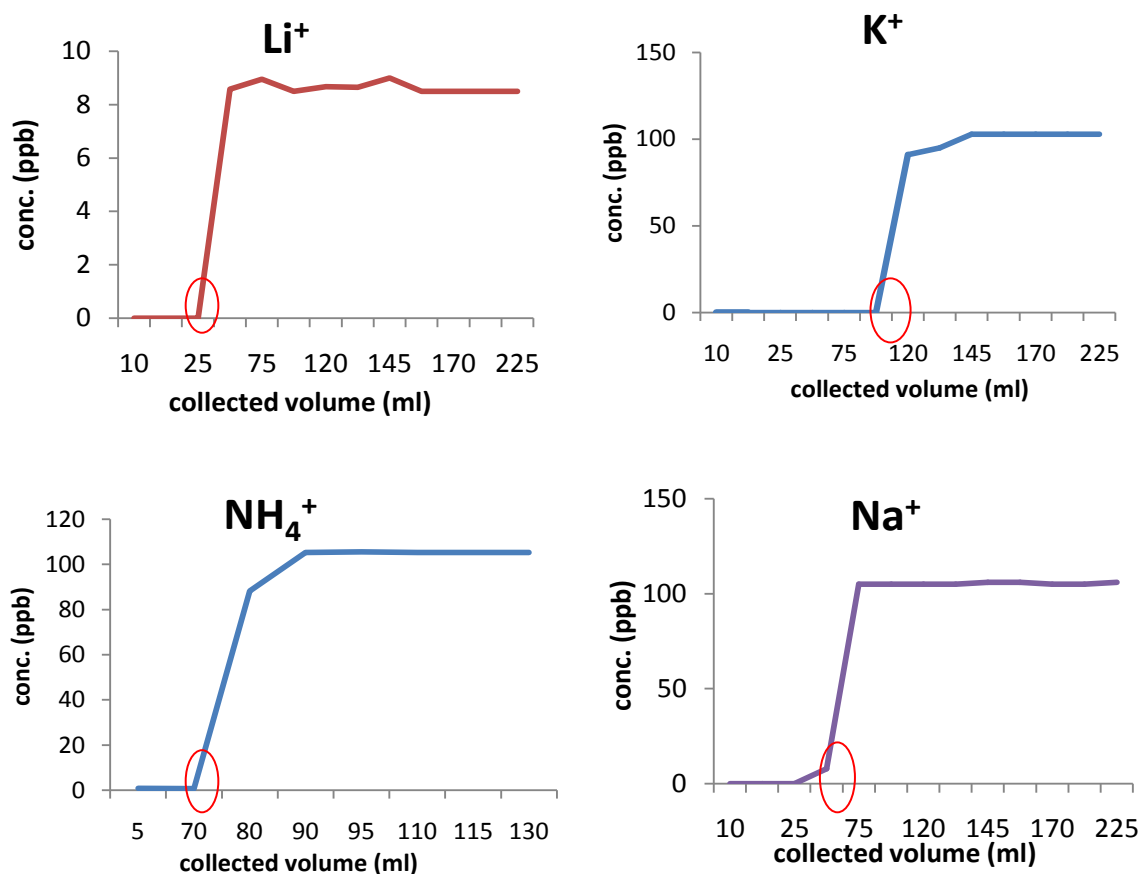 Li+
10
8
6
4
2
0
conc. (ppb)
10 25 75 120 145 170 225
collected volume (ml)
K+
150
100
50
0
conc. (ppb)
10 25 75 120 145 170 225
collected volume (ml)
NH4+
120
100
80
60
40
20
0
conc. (ppb)
5 70 80 90 95 110 115 130
collected volume (ml)
Na+
150
100
50
0
conc. (ppb)
10 25 75 120 145 170 225
collected volume (ml)